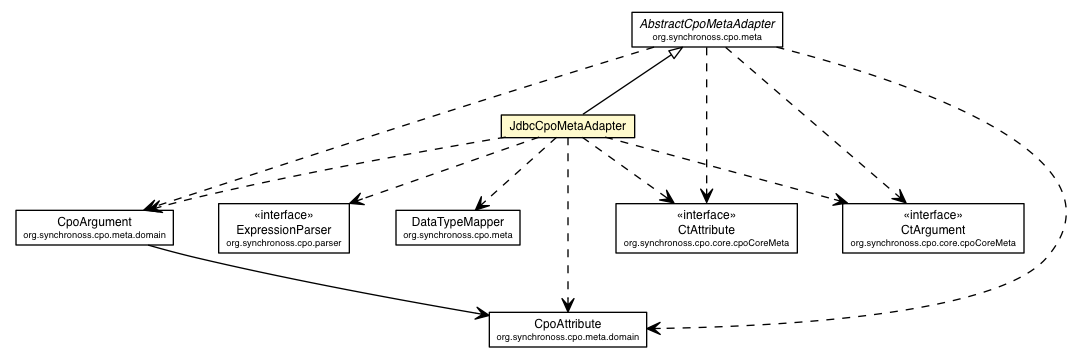 AbstractCpoMetaAdapter
org.synchronoss.cpo.meta
JdbcCpoMetaAdapter
CpoArgument
org.synchronoss.cpo.meta.domain
«interface»
ExpressionParser
org.synchronoss.cpo.parser
DataTypeMapper
org.synchronoss.cpo.meta
«interface»
CtAttribute
org.synchronoss.cpo.core.cpoCoreMeta
«interface»
CtArgument
org.synchronoss.cpo.core.cpoCoreMeta
CpoAttribute
org.synchronoss.cpo.meta.domain